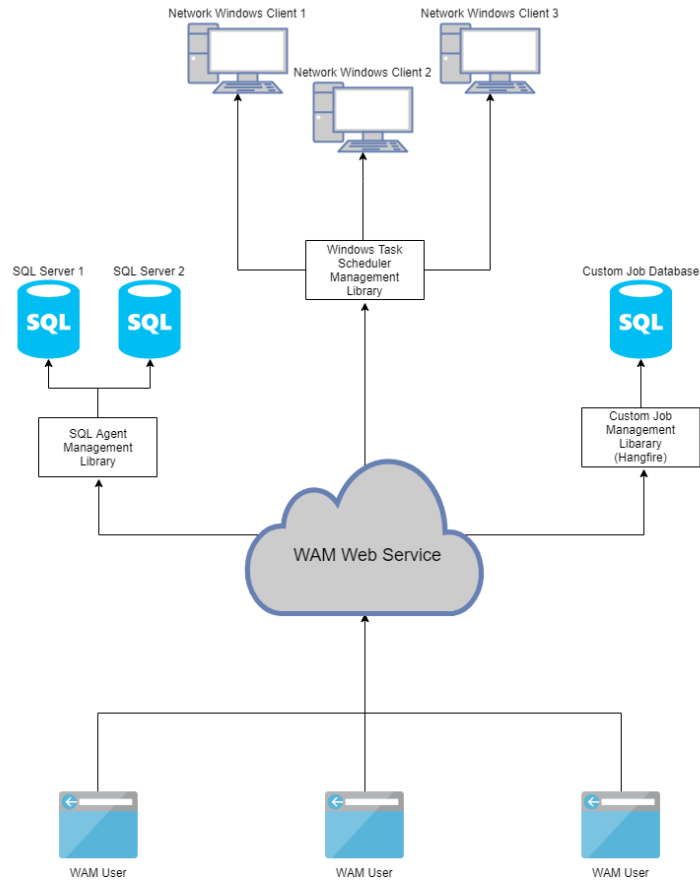 Network Windows Client 1
Network Windows Client 3
Network Windows Client 2
Windows Task
Scheduler
Management
Library
SQL Server 1
SQL Server 2
Custom Job Database
SQL
SQL
SQL
SQL Agent
Management
Library
Custom Job
Management
Libarary
(Hangfire)
WAM Web Service
WAM User
WAM User
WAM User